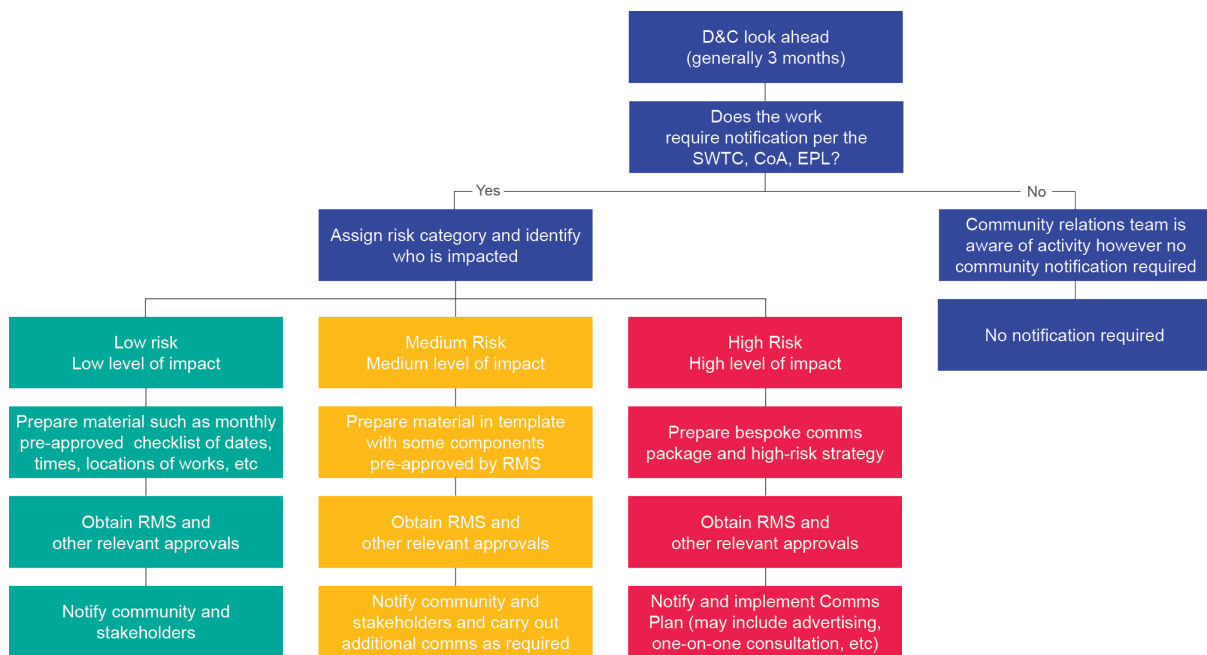 D&C look ahead
(generally 3 months)
Does the work
require notification per the
SWTC, CoA, EPL?
Yes
No
Assign risk category and identify
who is impacted
Community relations team is
aware of activity however no
community notification required
No notification required
Low risk
Low level of impact
Prepare material such as monthly
pre-approved checklist of dates,
times, locations of works, etc
Obtain RMS and
other relevant approvals
Notify community and
stakeholders
Medium Risk
Medium level of impact
Prepare material in template
with some components
pre-approved by RMS
Obtain RMS and
other relevant approvals
Notify community and
stakeholders and carry out
additional comms as required
High Risk
High level of impact
Prepare bespoke comms
package and high-risk strategy
Obtain RMS and
other relevant approvals
Notify and implement Comms
Plan (may include advertising,
one-on-one consultation, etc)